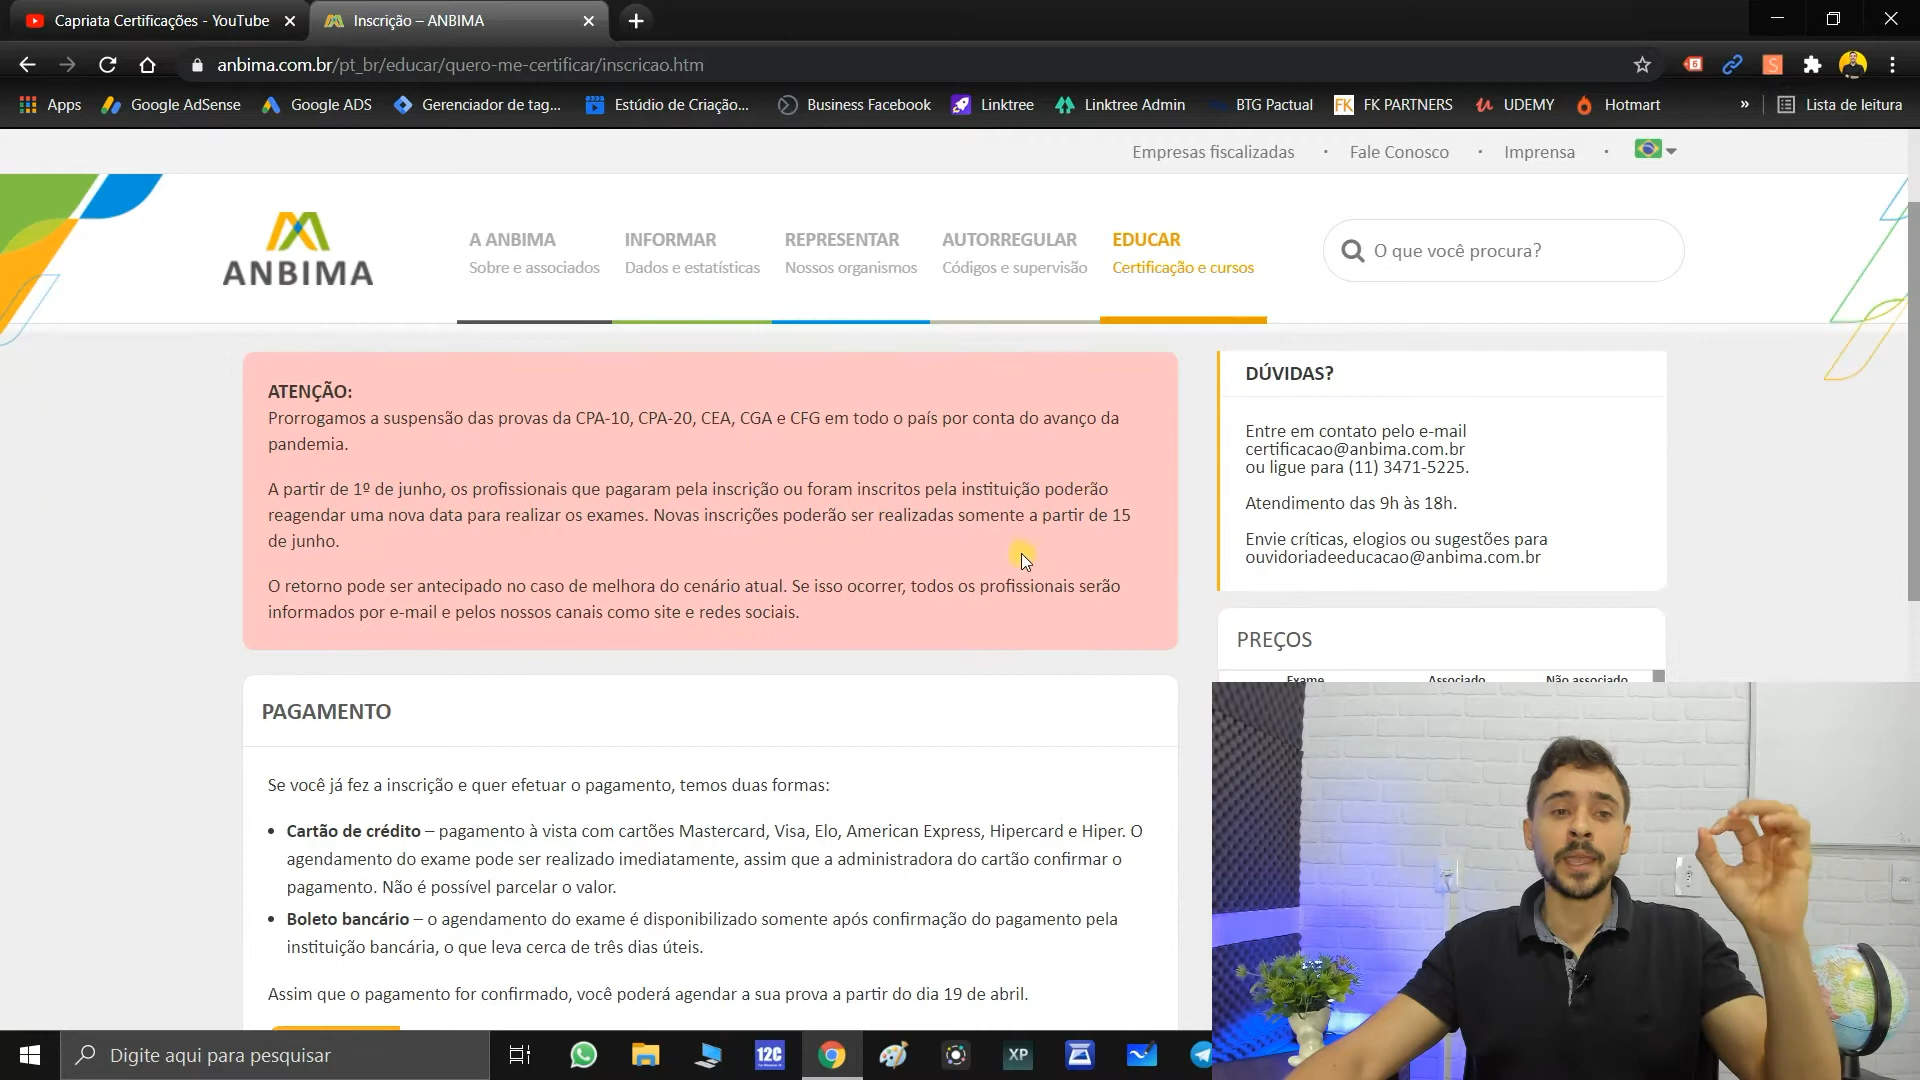 Capriata Certificações - YouTube
Inscrição – ANBIMA
anbima.com.br/pt_br/educar/quero-me-certificar/inscricao.htm
Apps
Google AdSense
Google ADS
Gerenciador de tag...
Estúdio de Criação...
Business Facebook
Linktree
Linktree Admin
BTG Pactual
FK
FK PARTNERS
UDEMY
Hotmart
»
Lista de leitura
Empresas fiscalizadas
Fale Conosco
Imprensa
ANBIMA
A ANBIMA
Sobre e associados
INFORMAR
Dados e estatísticas
REPRESENTAR
Nossos organismos
AUTORREGULAR
Códigos e supervisão
EDUCAR
Certificação e cursos
O que você procura?
ATENÇÃO:
Prorrogamos a suspensão das provas da CPA-10, CPA-20, CEA, CGA e CFG em todo o país por conta do avanço da
pandemia.
A partir de 1º de junho, os profissionais que pagaram pela inscrição ou foram inscritos pela instituição poderão
reagendar uma nova data para realizar os exames. Novas inscrições poderão ser realizadas somente a partir de 15
de junho.
O retorno pode ser antecipado no caso de melhora do cenário atual. Se isso ocorrer, todos os profissionais serão
informados por e-mail e pelos nossos canais como site e redes sociais.
DÚVIDAS?
Entre em contato pelo e-mail
certificacao@anbima.com.br
ou ligue para (11) 3471-5225.
Atendimento das 9h às 18h.
Envie críticas, elogios ou sugestões para
ouvidoriadeeducacao@anbima.com.br
PREÇOS
Exame
Associado
Não associado
PAGAMENTO
Se você já fez a inscrição e quer efetuar o pagamento, temos duas formas:
• Cartão de crédito – pagamento à vista com cartões Mastercard, Visa, Elo, American Express, Hipercard e Hiper. O
agendamento do exame pode ser realizado imediatamente, assim que a administradora do cartão confirmar o
pagamento. Não é possível parcelar o valor.
• Boleto bancário – o agendamento do exame é disponibilizado somente após confirmação do pagamento pela
instituição bancária, o que leva cerca de três dias úteis.
Assim que o pagamento for confirmado, você poderá agendar a sua prova a partir do dia 19 de abril.
Digite aqui para pesquisar
12C
XP